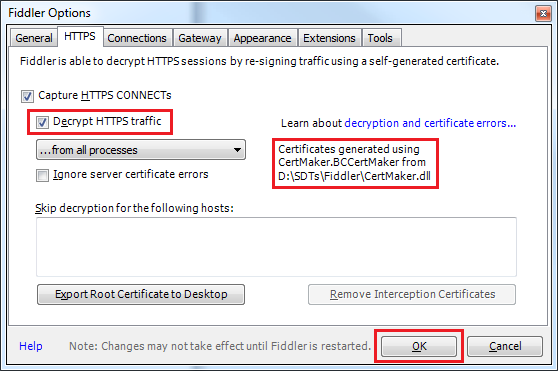 Fiddler Options
General HTTPS Connections Gateway Appearance Extensions Tools
Fiddler is able to decrypt HTTPS sessions by re-signing traffic using a self-generated certificate.
Capture HTTPS CONNECTs
Decrypt HTTPS traffic
Learn about decryption and certificate errors...
...from all processes
Certificates generated using
CertMaker.BCCertMaker from
D:\SDTs\Fiddler\CertMaker.dll
Ignore server certificate errors
Skip decryption for the following hosts:
Export Root Certificate to Desktop
Remove Interception Certificates
Help Note: Changes may not take effect until Fiddler is restarted. OK Cancel